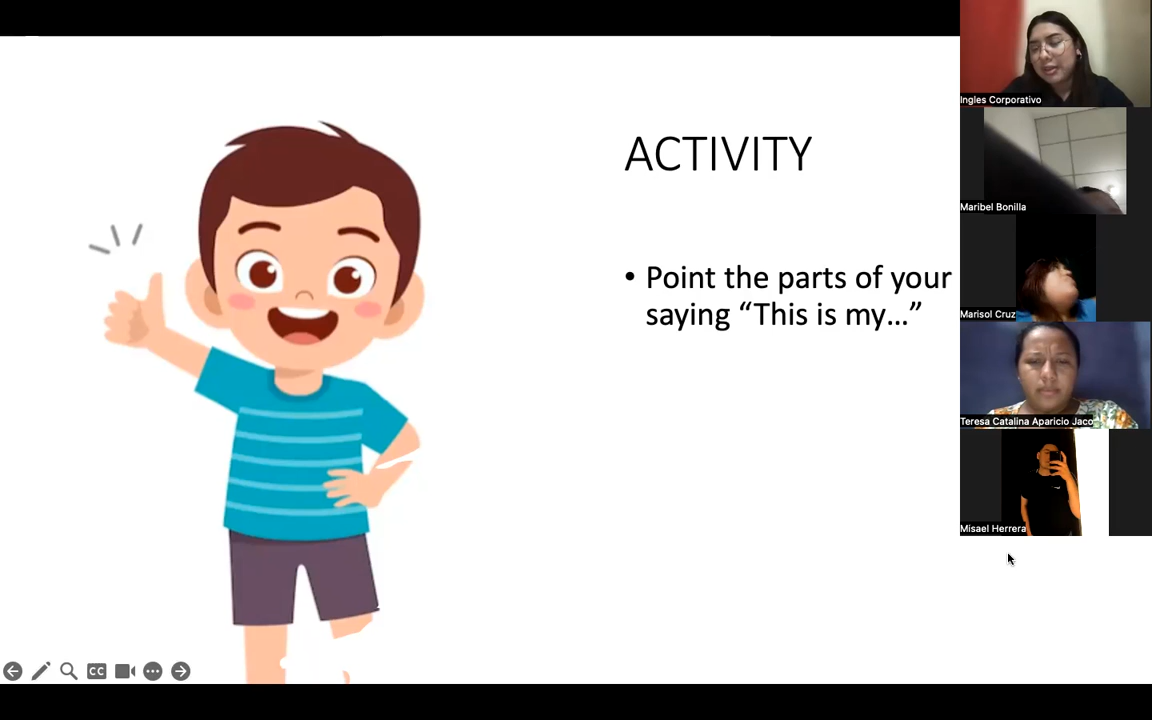 ACTIVITY
• Point the parts of your
saying “This is my...”
Ingles Corporativo
Maribel Bonilla
Marisol Cruz
Teresa Catalina Aparicio Jaco
Misael Herrera
CC